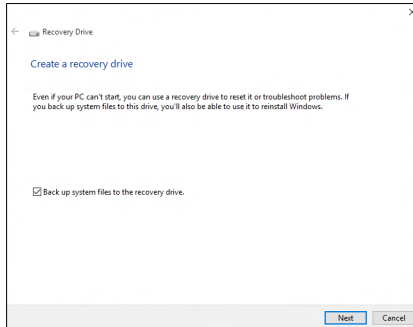 Recovery Drive
Create a recovery drive
Even if your PC can't start, you can use a recovery drive to reset it or troubleshoot problems. If
you back up system files to this drive, you'll also be able to use it to reinstall Windows.
Back up system files to the recovery drive.
Next Cancel